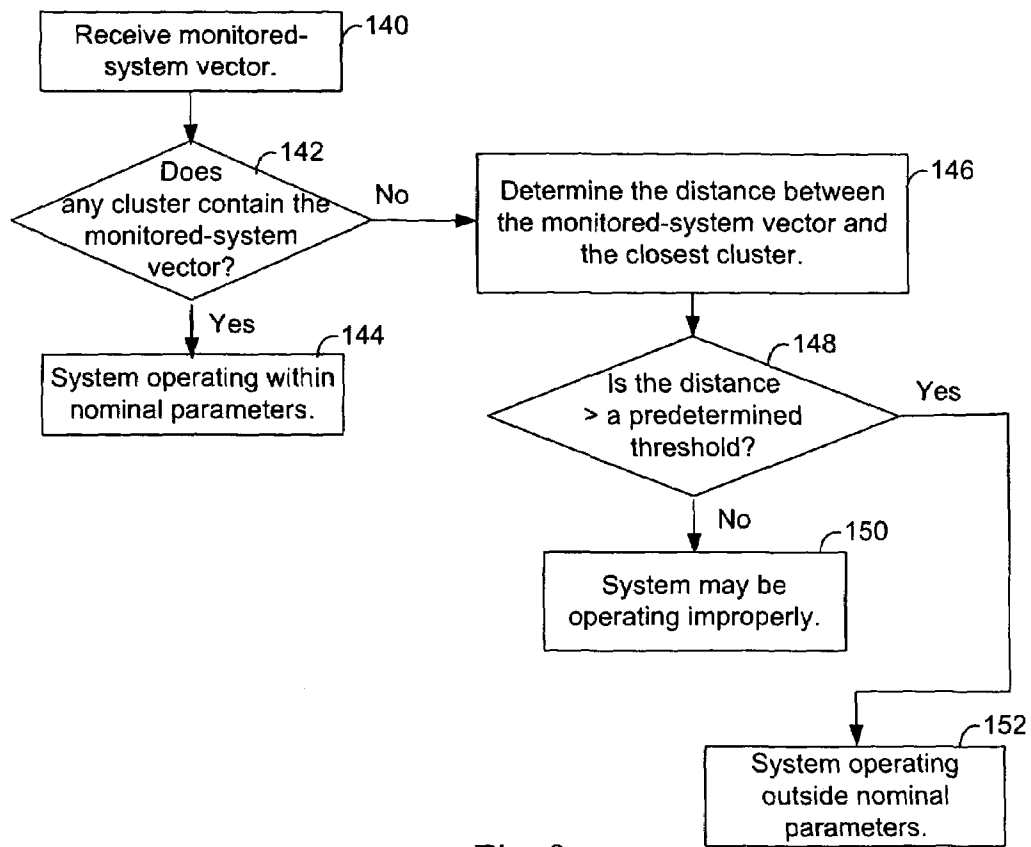 Receive monitored-
system vector.
140
Does
any cluster contain the
monitored-system
vector?
142
No
Yes
System operating within
nominal parameters.
144
Determine the distance between
the monitored-system vector and
the closest cluster.
146
Is the distance
> a predetermined
threshold?
148
Yes
No
System may be
operating improperly.
150
System operating
outside nominal
parameters.
152